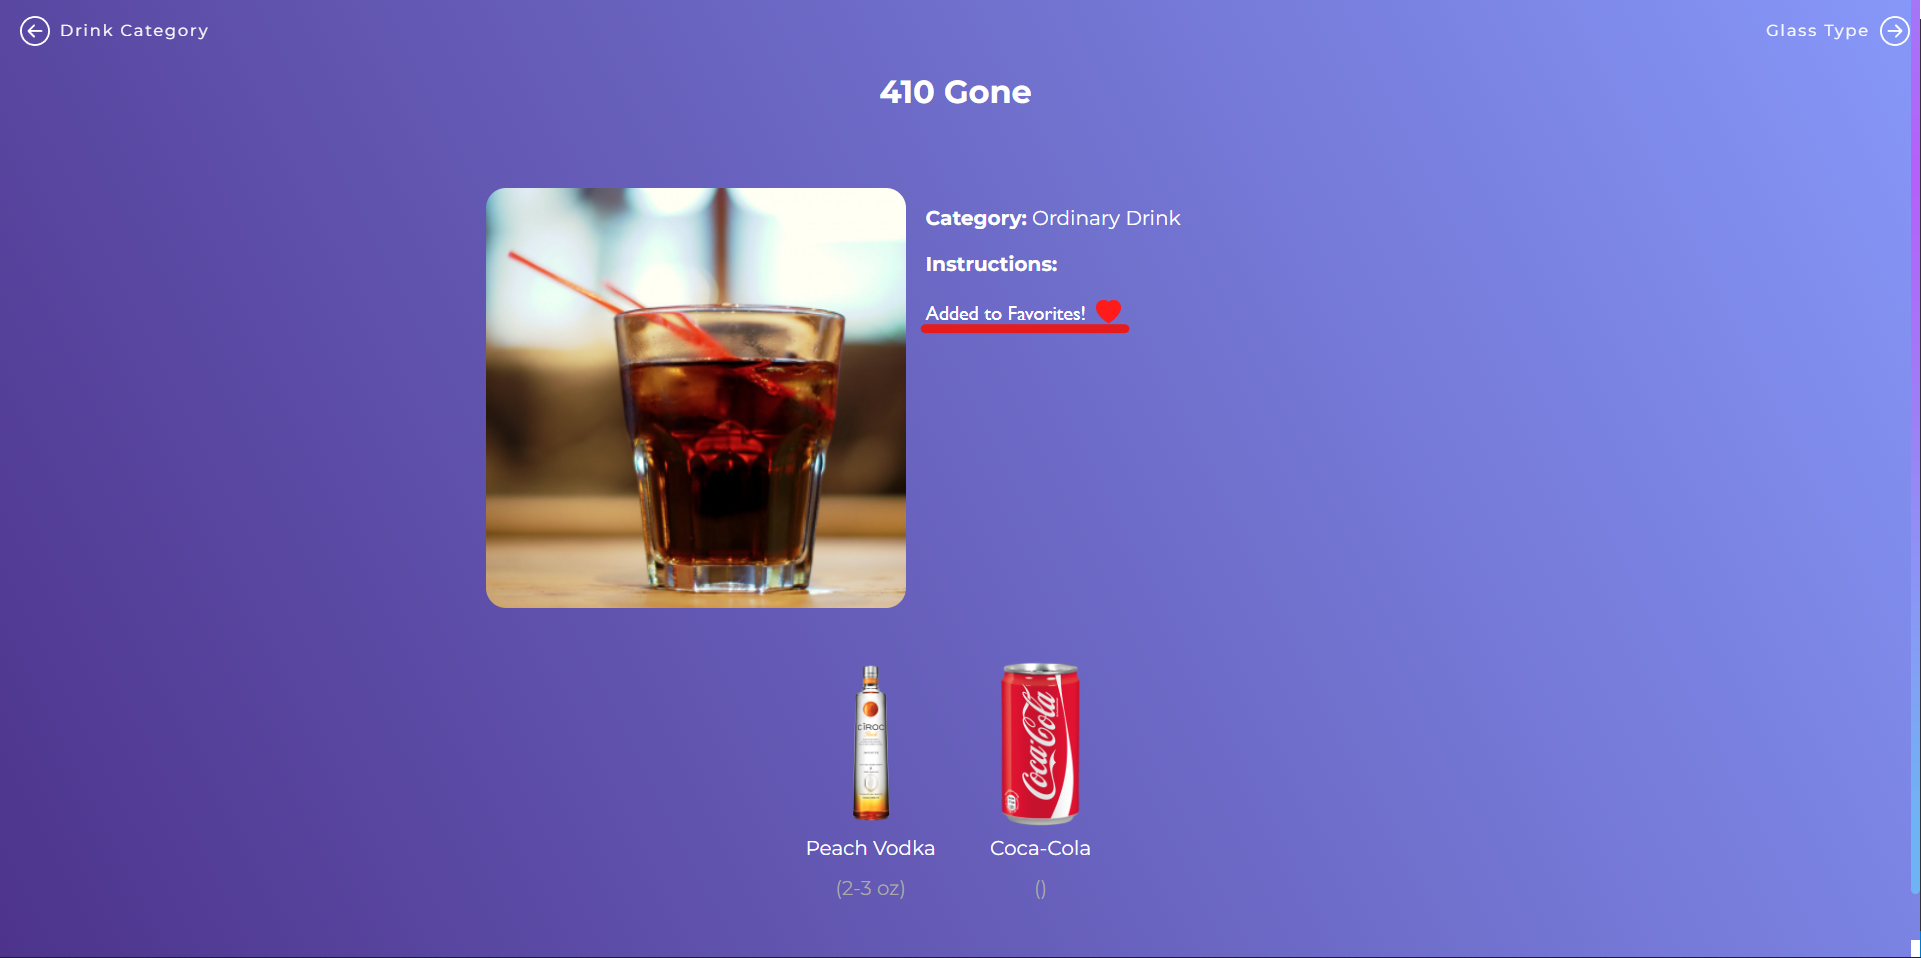 Drink Category
Glass Type
410 Gone
Category: Ordinary Drink
Instructions:
Added to Favorites!
CÎROC
Coca-Cola
Peach Vodka
Coca-Cola
(2-3 oz)
()